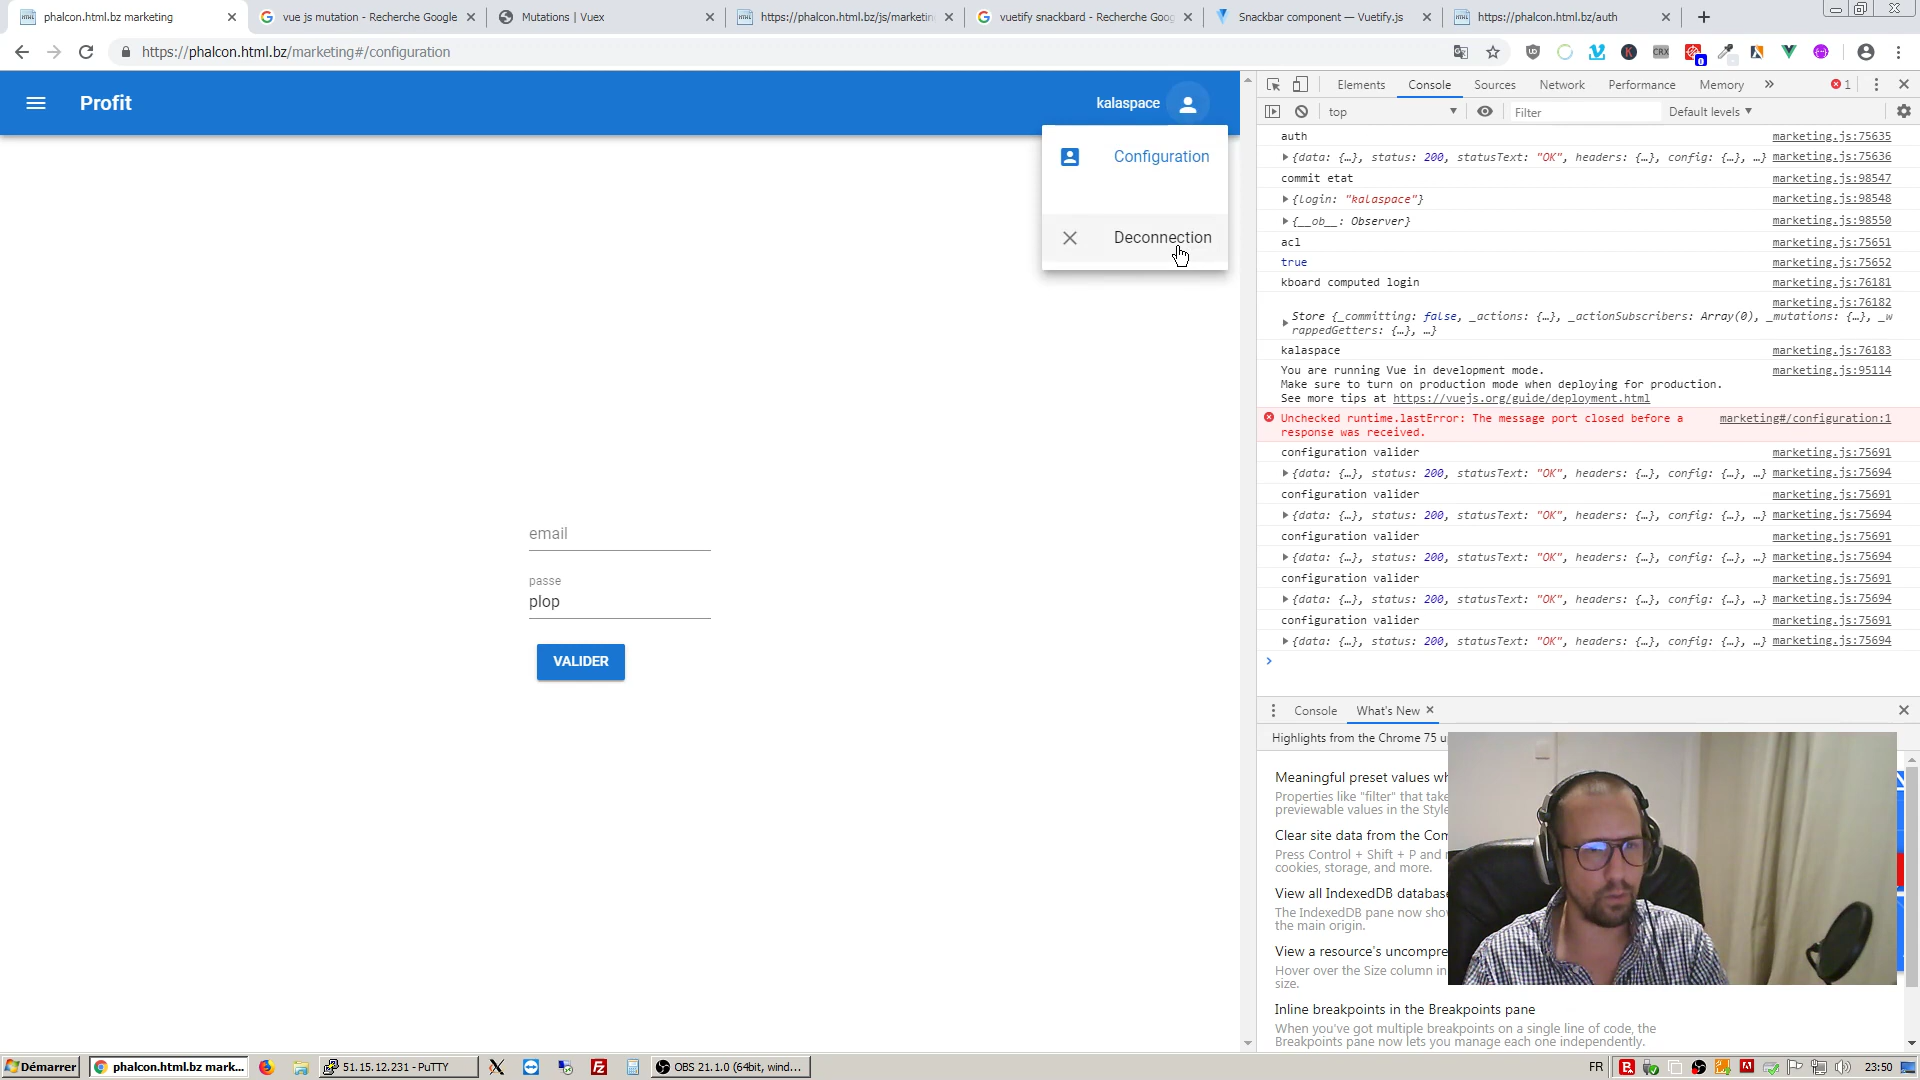 phalcon.html.bz marketing
vue js mutation - Recherche Google
Mutations | Vuex
https://phalcon.html.bz/js/marketin
vuetify snackbard - Recherche Goog
Snackbar component — Vuetify.js
https://phalcon.html.bz/auth
https://phalcon.html.bz/marketing#/configuration
Profit
kalaspace
Configuration
Deconnection
email
passe
plop
VALIDER
Elements Console Sources Network Performance Memory » 1
top Filter Default levels
auth marketing.js:75635
{data: {…}, status: 200, statusText: "OK", headers: {…}, config: {…}, …} marketing.js:75636
commit etat marketing.js:98547
{login: "kalaspace"} marketing.js:98548
{__ob__: Observer} marketing.js:98550
acl marketing.js:75651
true marketing.js:75652
kboard computed login marketing.js:76181
marketing.js:76182
Store {_committing: false, _actions: {…}, _actionSubscribers: Array(0), _mutations: {…}, _w
rappedGetters: {…}, …}
kalaspace marketing.js:76183
You are running Vue in development mode. marketing.js:95114
Make sure to turn on production mode when deploying for production.
See more tips at https://vuejs.org/guide/deployment.html
Unchecked runtime.lastError: The message port closed before a marketing#/configuration:1
response was received.
configuration valider marketing.js:75691
{data: {…}, status: 200, statusText: "OK", headers: {…}, config: {…}, …} marketing.js:75694
configuration valider marketing.js:75691
{data: {…}, status: 200, statusText: "OK", headers: {…}, config: {…}, …} marketing.js:75694
configuration valider marketing.js:75691
{data: {…}, status: 200, statusText: "OK", headers: {…}, config: {…}, …} marketing.js:75694
configuration valider marketing.js:75691
{data: {…}, status: 200, statusText: "OK", headers: {…}, config: {…}, …} marketing.js:75694
configuration valider marketing.js:75691
{data: {…}, status: 200, statusText: "OK", headers: {…}, config: {…}, …} marketing.js:75694
Console What's New
Highlights from the Chrome 75 u
Meaningful preset values wh
Properties like "filter" that take
previewable values in the Style
Clear site data from the Com
Press Control + Shift + P and
cookies, storage, and more.
View all IndexedDB database
The IndexedDB pane now show
the main origin.
View a resource's uncompre
Hover over the Size column in
size.
Inline breakpoints in the Breakpoints pane
When you've got multiple breakpoints on a single line of code, the
Breakpoints pane now lets you manage each one independently.
Démarrer
phalcon.html.bz mark...
51.15.12.231 - PuTTY
OBS 21.1.0 (64bit, wind...
FR
23:50